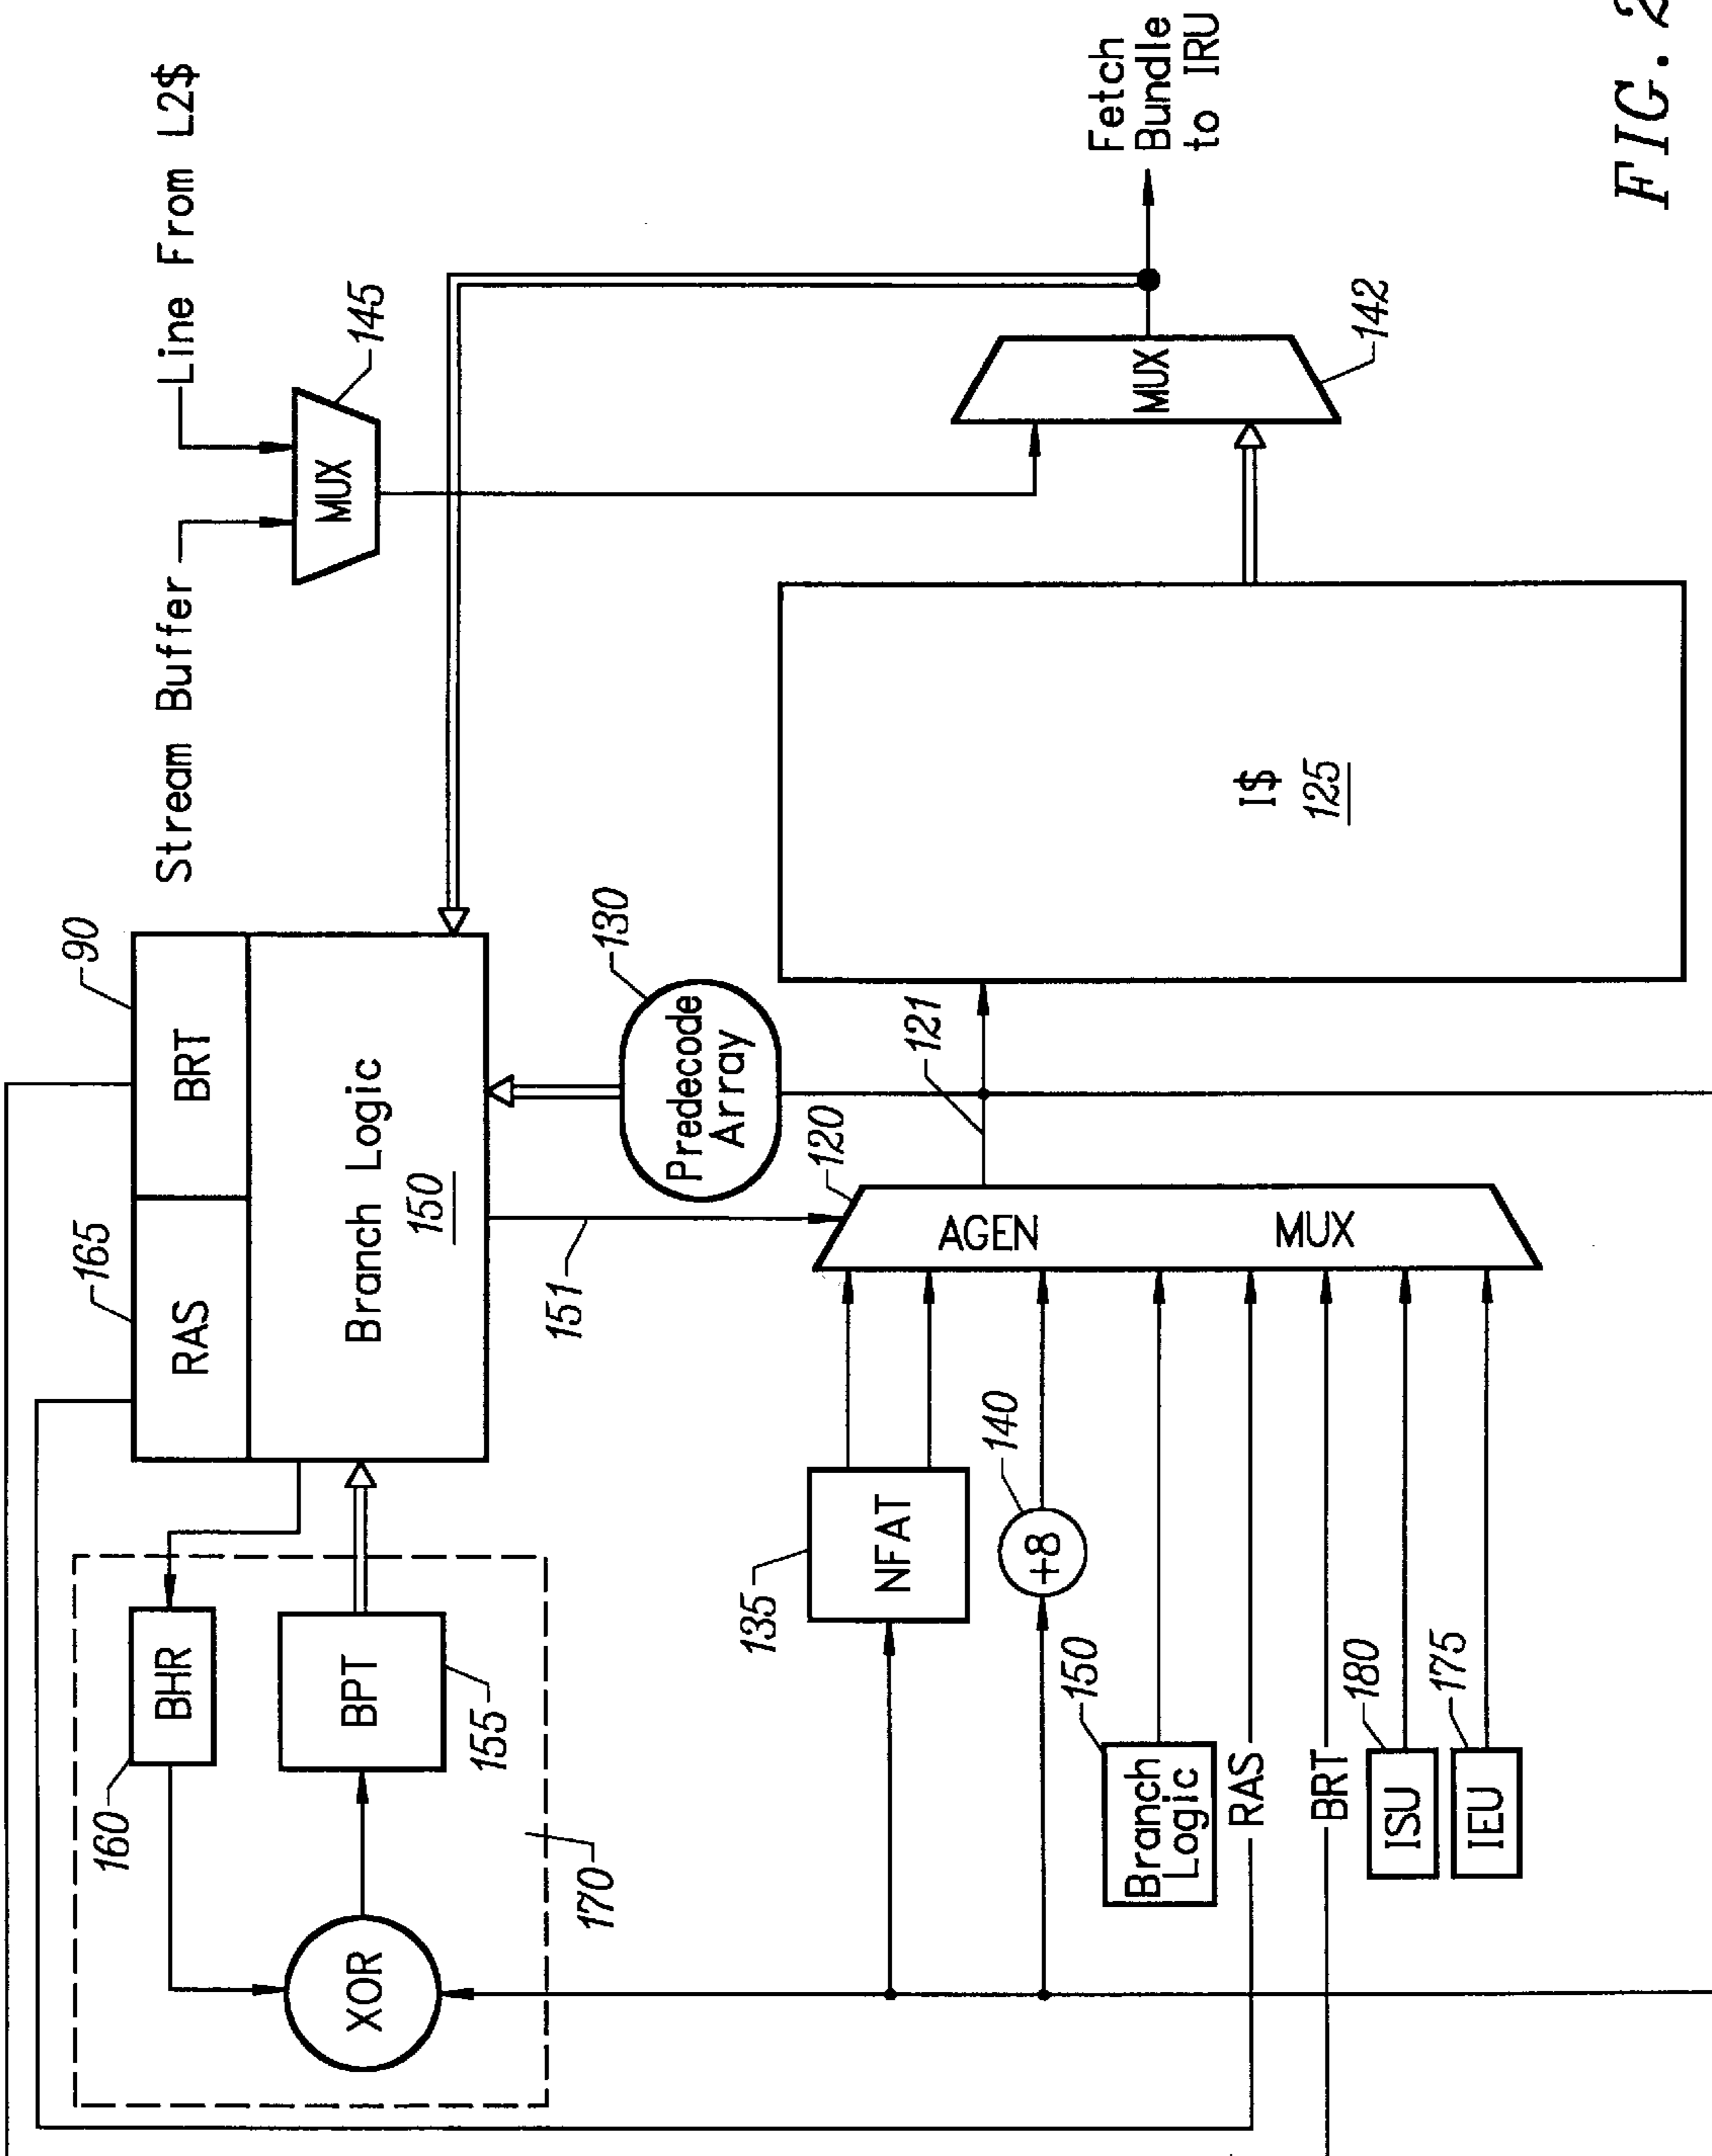 160
BHR
XOR
BPT
155
170
165
RAS
90
BRT
Branch Logic
150
151
Stream Buffer
Line From L2$
MUX
145
Predecode
Array
130
135
NFAT
140
+8
150
Branch
Logic
RAS
BRT
180
ISU
175
IEU
120
AGEN MUX
121
I$
125
MUX
142
Fetch
Bundle
to IRU
FIG. 2